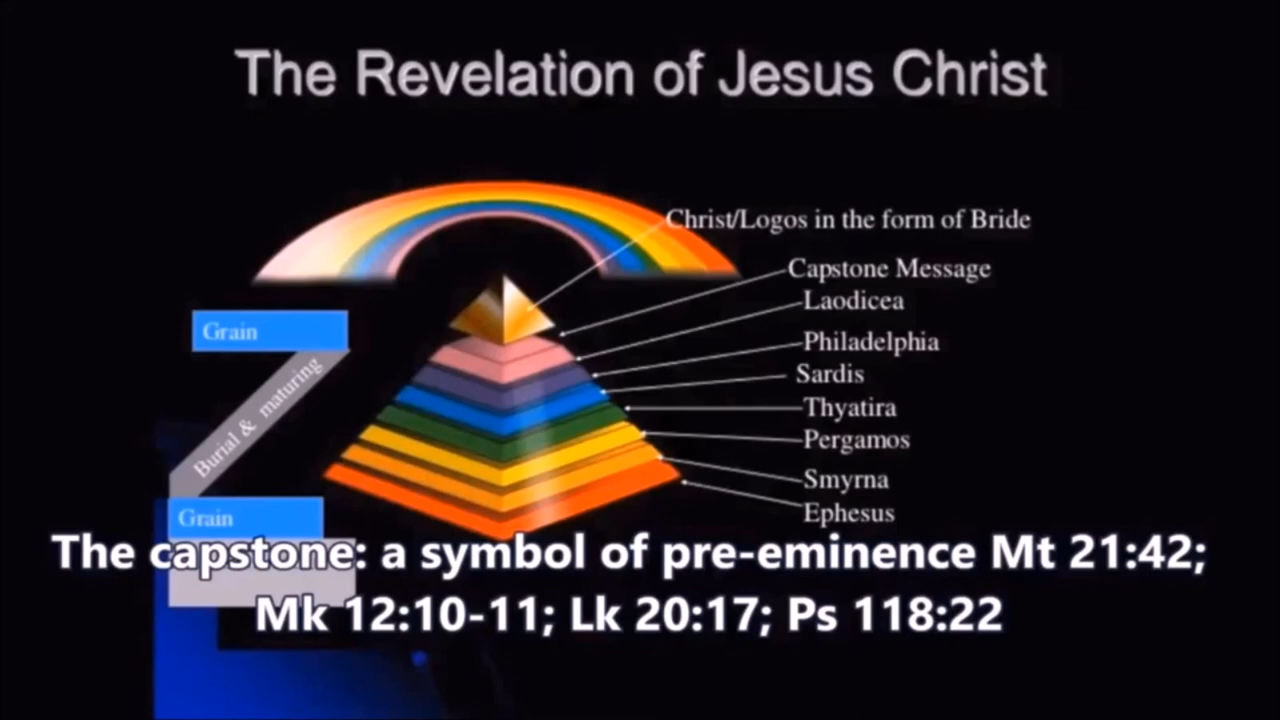 The Revelation of Jesus Christ
Christ/Logos in the form of Bride
Capstone Message
Laodicea
Philadelphia
Sardis
Thyatira
Pergamos
Smyrna
Ephesus
Grain
Burial & maturing
Grain
The capstone: a symbol of pre-eminence Mt 21:42;
Mk 12:10-11; Lk 20:17; Ps 118:22